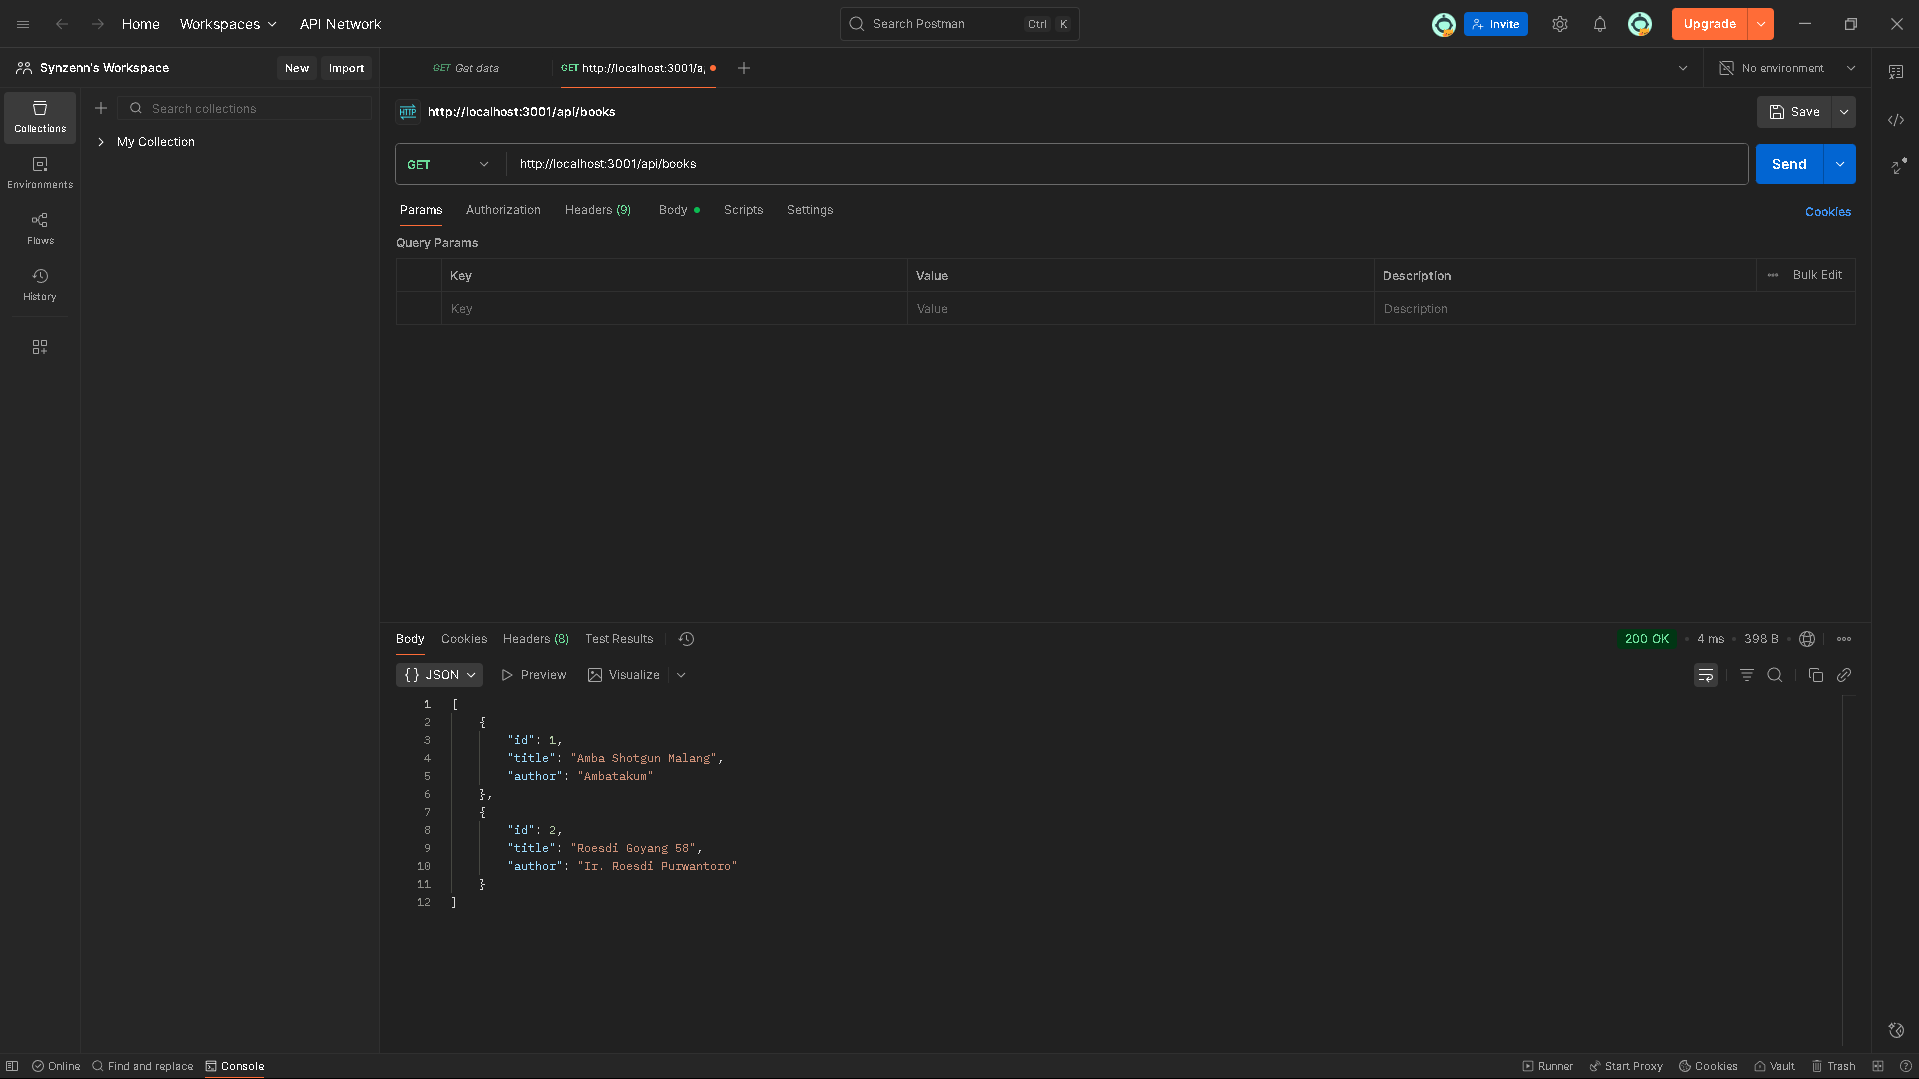 Home Workspaces API Network Search Postman Ctrl K Invite Upgrade
Synzenn's Workspace New Import GET Get data GET http://localhost:3001/a No environment
Search collections
Collections
My Collection
Environments
Flows
History
HTTP http://localhost:3001/api/books Save
GET http://localhost:3001/api/books Send
Params Authorization Headers (9) Body Scripts Settings Cookies
Query Params
Key Value Description Bulk Edit
Key Value Description
Body Cookies Headers (8) Test Results 200 OK 4 ms 398 B
{} JSON Preview Visualize
1 [
2 {
3 "id": 1,
4 "title": "Amba Shotgun Malang",
5 "author": "Ambatakum"
6 },
7 {
8 "id": 2,
9 "title": "Roesdi Goyang 58",
10 "author": "Ir. Roesdi Purwantoro"
11 }
12 ]
Online Find and replace Console Runner Start Proxy Cookies Vault Trash